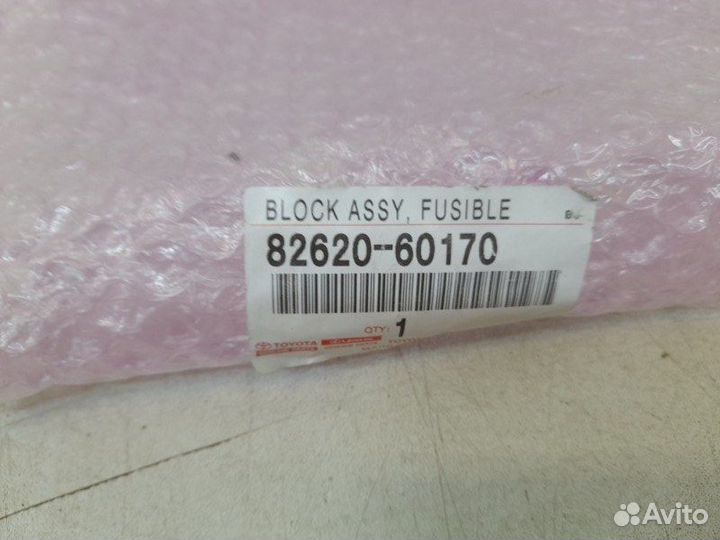 BLOCK ASSY, FUSIBLE
82620-60170
QTY: 1
TOYOTA
Avito